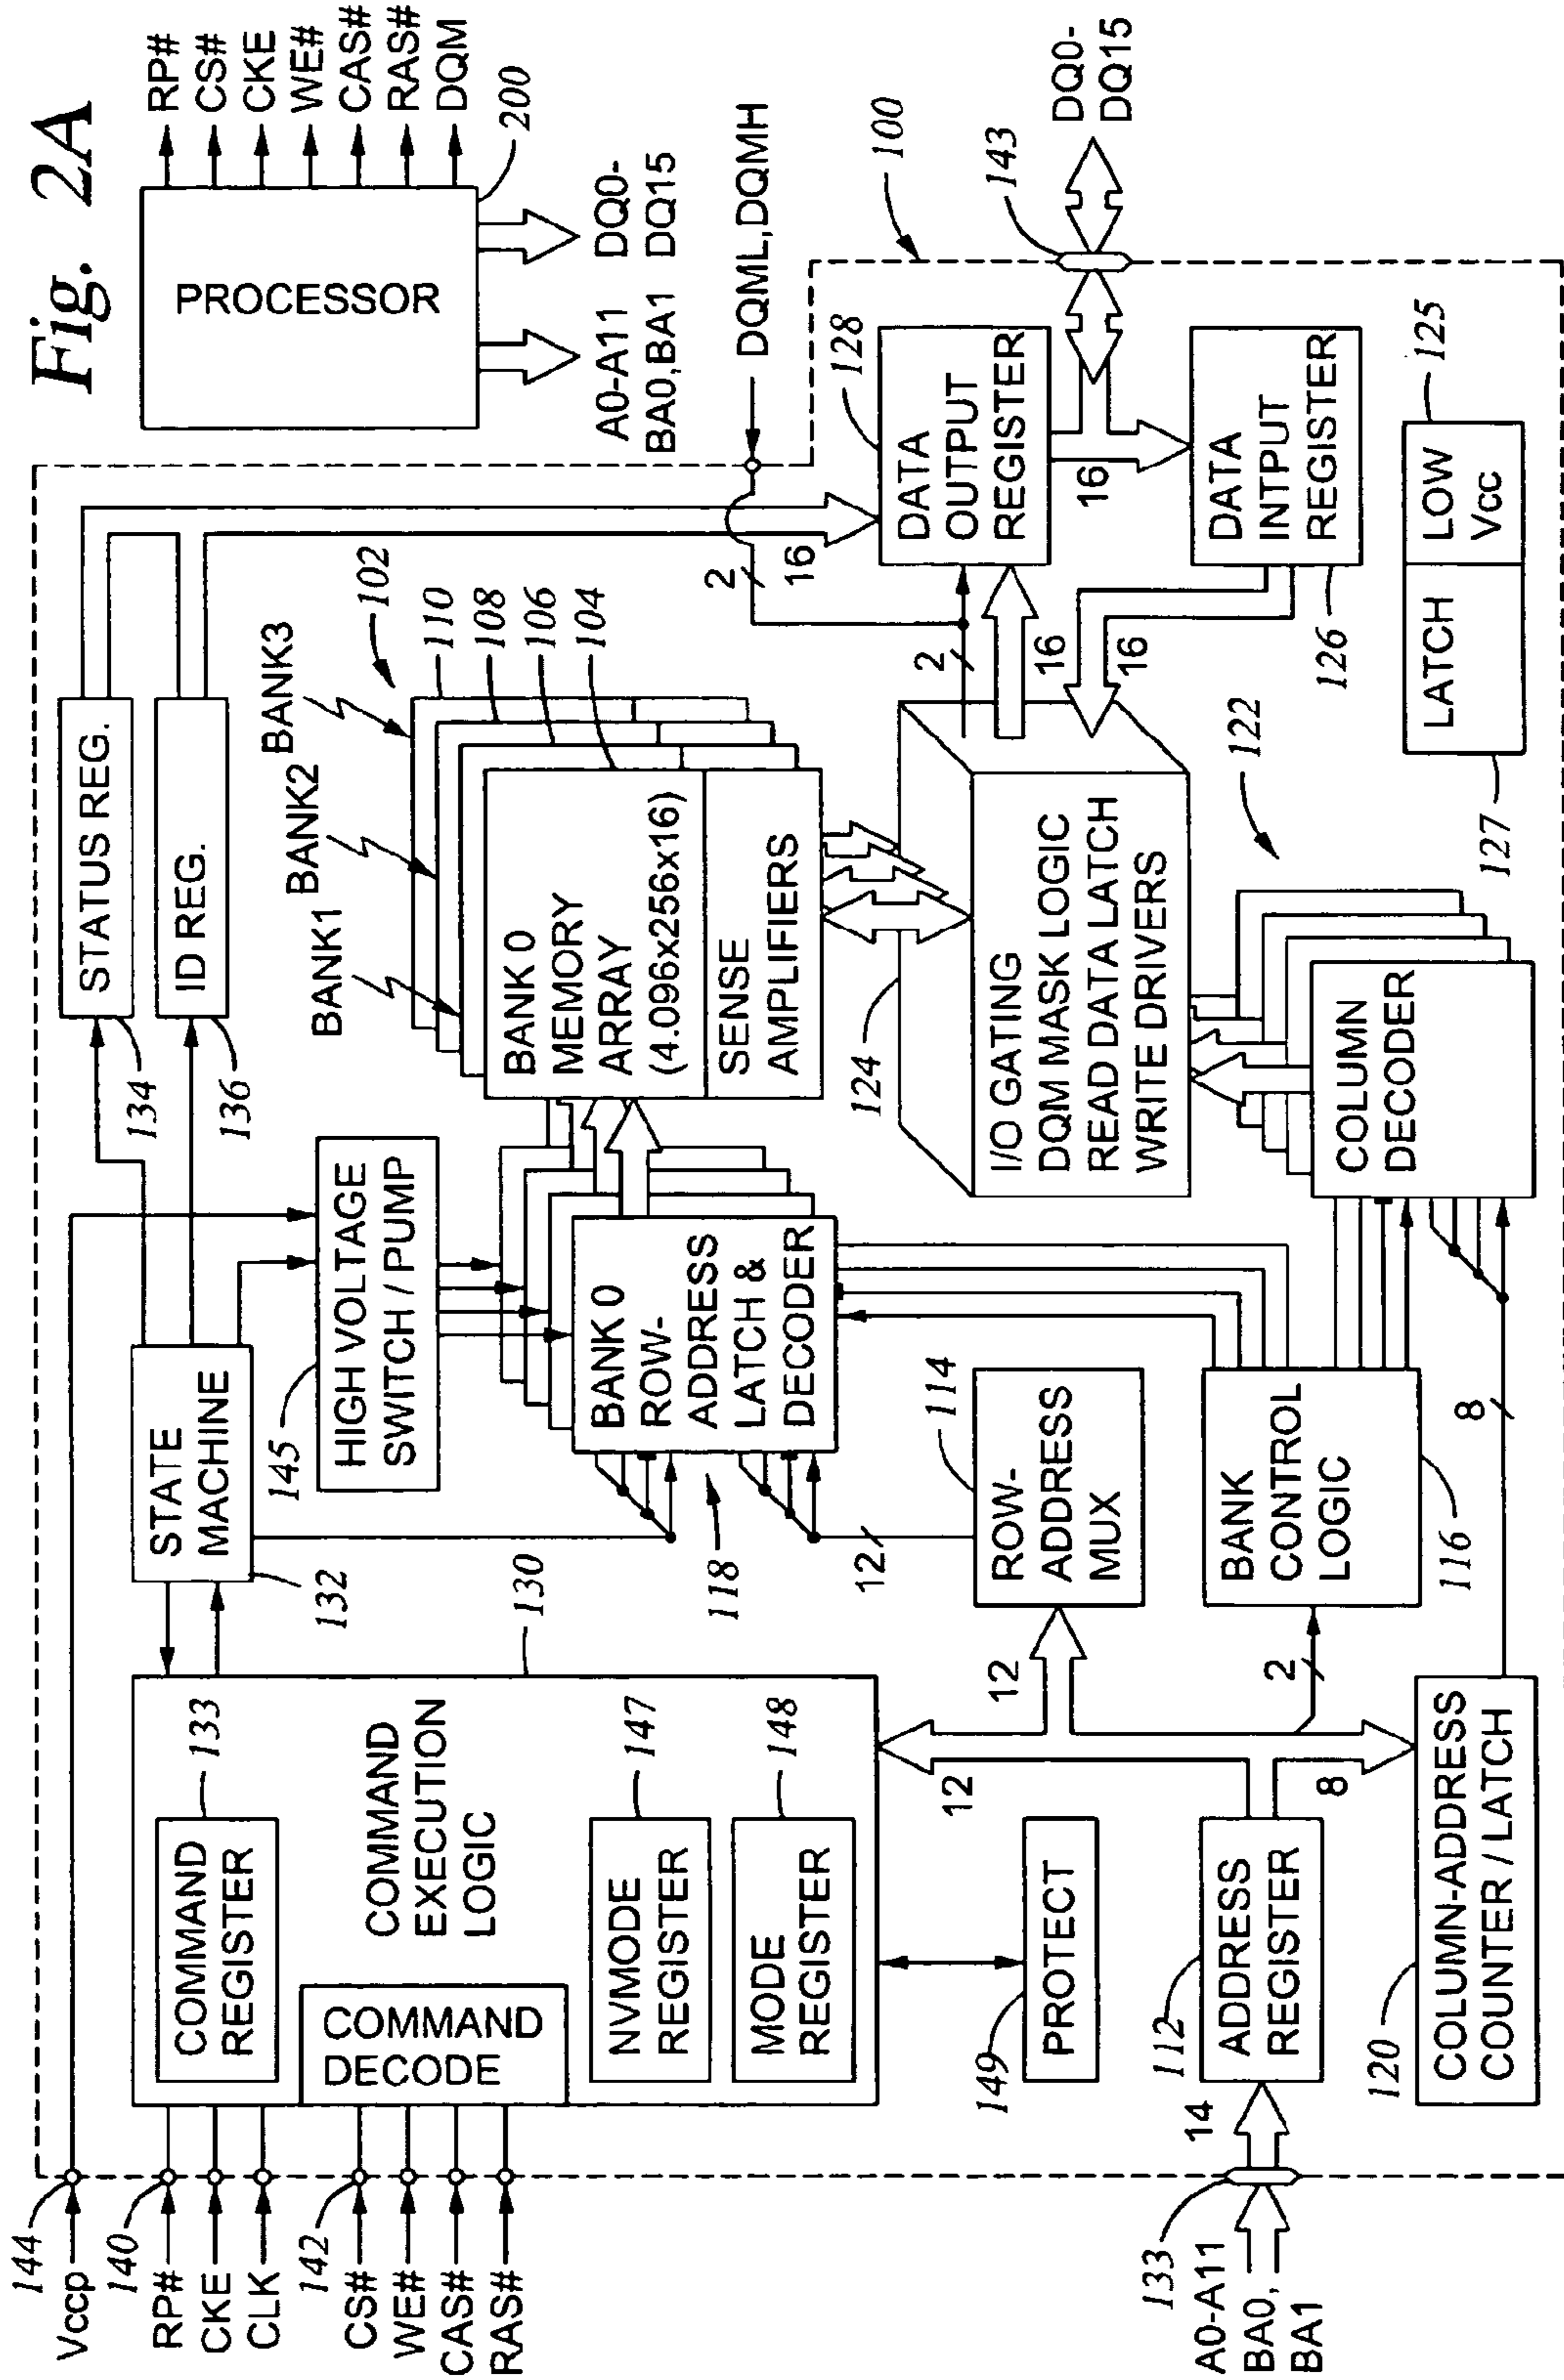 Fig. 2A
PROCESSOR
200
RP#
CS#
CKE
WE#
CAS#
RAS#
DQM
A0-A11
BA0,BA1
DQ0-
DQ15
DQML,DQMH
100
144
Vccp
140
RP#
CKE
CLK
142
CS#
WE#
CAS#
RAS#
COMMAND
REGISTER
133
COMMAND
EXECUTION
LOGIC
130
COMMAND
DECODE
NVMODE
REGISTER
147
MODE
REGISTER
148
STATE
MACHINE
132
STATUS REG.
134
ID REG.
136
145
HIGH VOLTAGE
SWITCH / PUMP
BANK1
BANK2
BANK3
102
110
108
106
104
BANK 0
MEMORY
ARRAY
(4.096x256x16)
SENSE
AMPLIFIERS
BANK 0
ROW-
ADDRESS
LATCH &
DECODER
118
12
2
16
128
DATA
OUTPUT
REGISTER
143
DQ0-
DQ15
2
16
16
16
DATA
INTPUT
REGISTER
126
124
I/O GATING
DQM MASK LOGIC
READ DATA LATCH
WRITE DRIVERS
122
149
PROTECT
12
12
ROW-
ADDRESS
MUX
114
133
A0-A11
BA0,
BA1
14
112
ADDRESS
REGISTER
8
2
BANK
CONTROL
LOGIC
116
COLUMN
DECODER
120
COLUMN-ADDRESS
COUNTER / LATCH
8
LATCH
127
LOW
Vcc
125